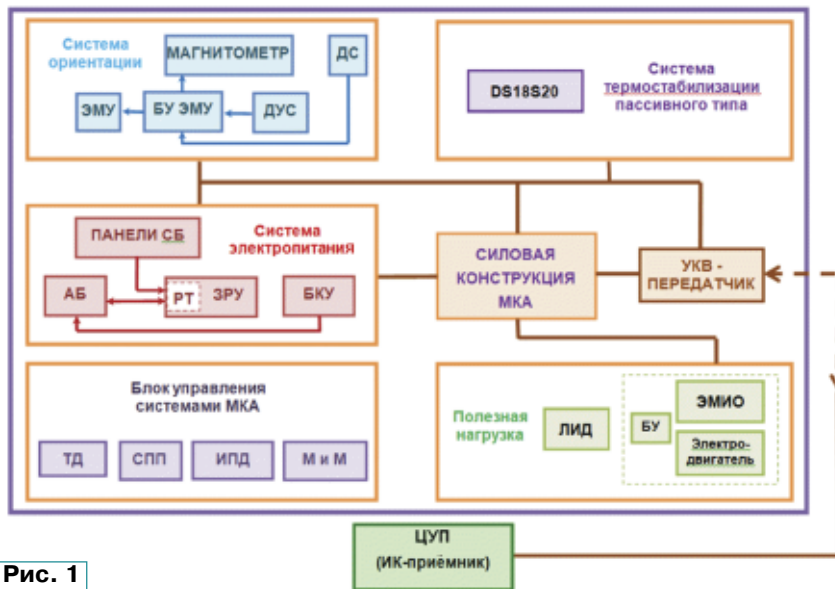 Система
ориентации
МАГНИТОМЕТР
ДС
ЭМУ
БУ ЭМУ
ДУС
DS18S20
Система
термостабилизации
пассивного типа
ПАНЕЛИ СБ
Система
электропитания
АБ
РТ
ЗРУ
БКУ
СИЛОВАЯ
КОНСТРУКЦИЯ
МКА
УКВ -
ПЕРЕДАТЧИК
Блок управления
системами МКА
ТД
СПП
ИПД
М и М
Полезная
нагрузка
ЛИД
БУ
ЭМИО
Электро-
двигатель
ЦУП
(ИК-приёмник)
Рис. 1